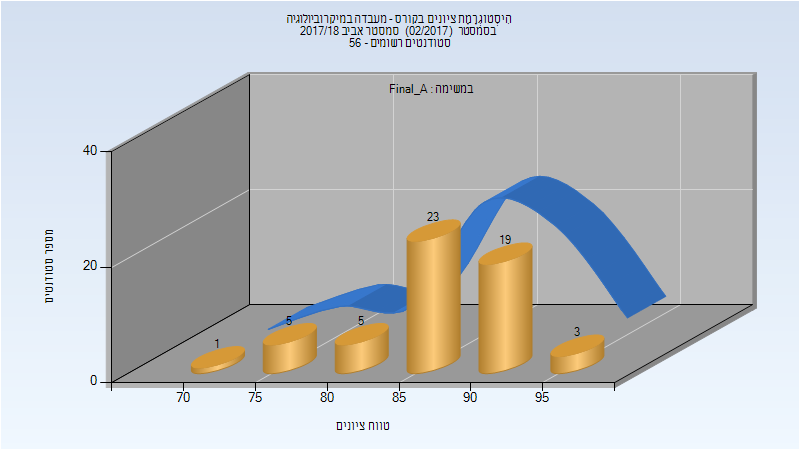 היסטוגרמת ציונים בקורס - מעבדה במיקרוביולוגיה
בסמסטר (02/2017) סמסטר אביב 2017/18
סטודנטים רשומים - 56
במשימה : Final_A
40
20
0
מספר סטודנטים
1
5
5
23
19
3
70
75
80
85
90
95
טווח ציונים